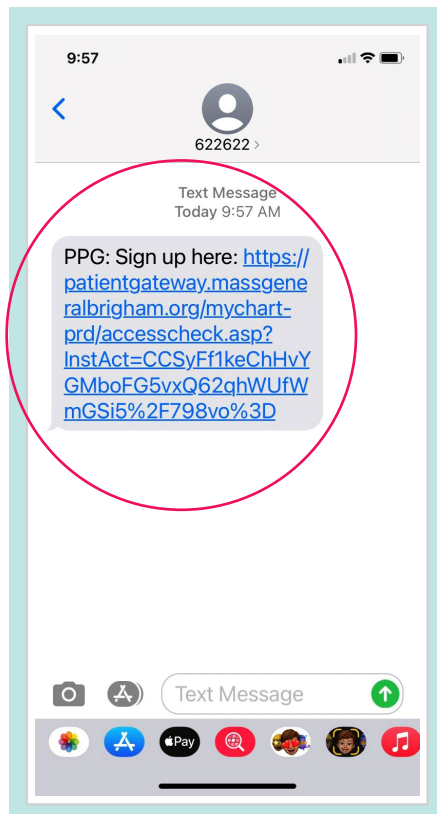 9:57
622622 >
Text Message
Today 9:57 AM
PPG: Sign up here: https://
patientgateway.massgene
ralbrigham.org/mychart-
prd/accesscheck.asp?
InstAct=CCSyFf1keChHvY
GMboFG5vxQ62qhWUfW
mGSi5%2F798vo%3D
Text Message
Pay